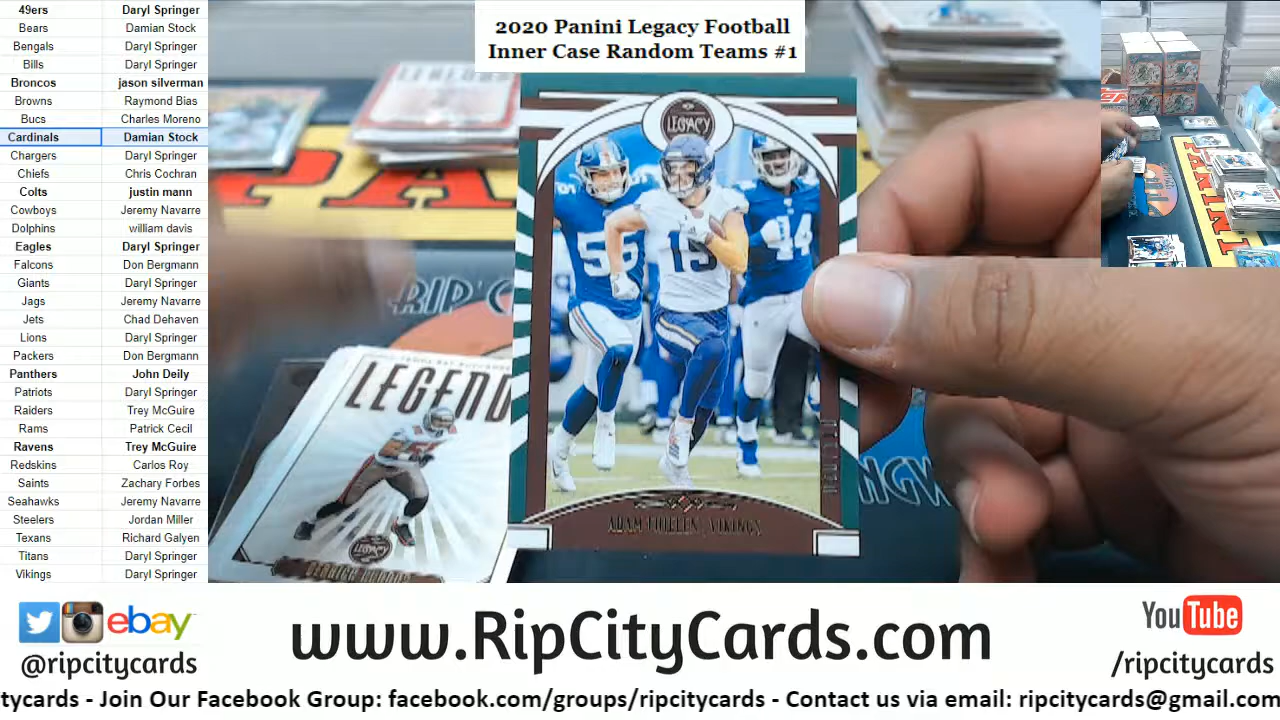 2020 Panini Legacy Football
Inner Case Random Teams #1
49ers Daryl Springer
Bears Damian Stock
Bengals Daryl Springer
Bills Daryl Springer
Broncos jason silverman
Browns Raymond Bias
Bucs Charles Moreno
Cardinals Damian Stock
Chargers Daryl Springer
Chiefs Chris Cochran
Colts justin mann
Cowboys Jeremy Navarre
Dolphins william davis
Eagles Daryl Springer
Falcons Don Bergmann
Giants Daryl Springer
Jags Jeremy Navarre
Jets Chad Dehaven
Lions Daryl Springer
Packers Don Bergmann
Panthers John Deily
Patriots Daryl Springer
Raiders Trey McGuire
Rams Patrick Cecil
Ravens Trey McGuire
Redskins Carlos Roy
Saints Zachary Forbes
Seahawks Jeremy Navarre
Steelers Jordan Miller
Texans Richard Galyen
Titans Daryl Springer
Vikings Daryl Springer
LEGACY
15
44
ADAM THIELEN, VIKINGS
RIP C
LEGEND
LEGACY
ebay
@ripcitycards
www.RipCityCards.com
YouTube
/ripcitycards
tycards - Join Our Facebook Group: facebook.com/groups/ripcitycards - Contact us via email: ripcitycards@gmail.com